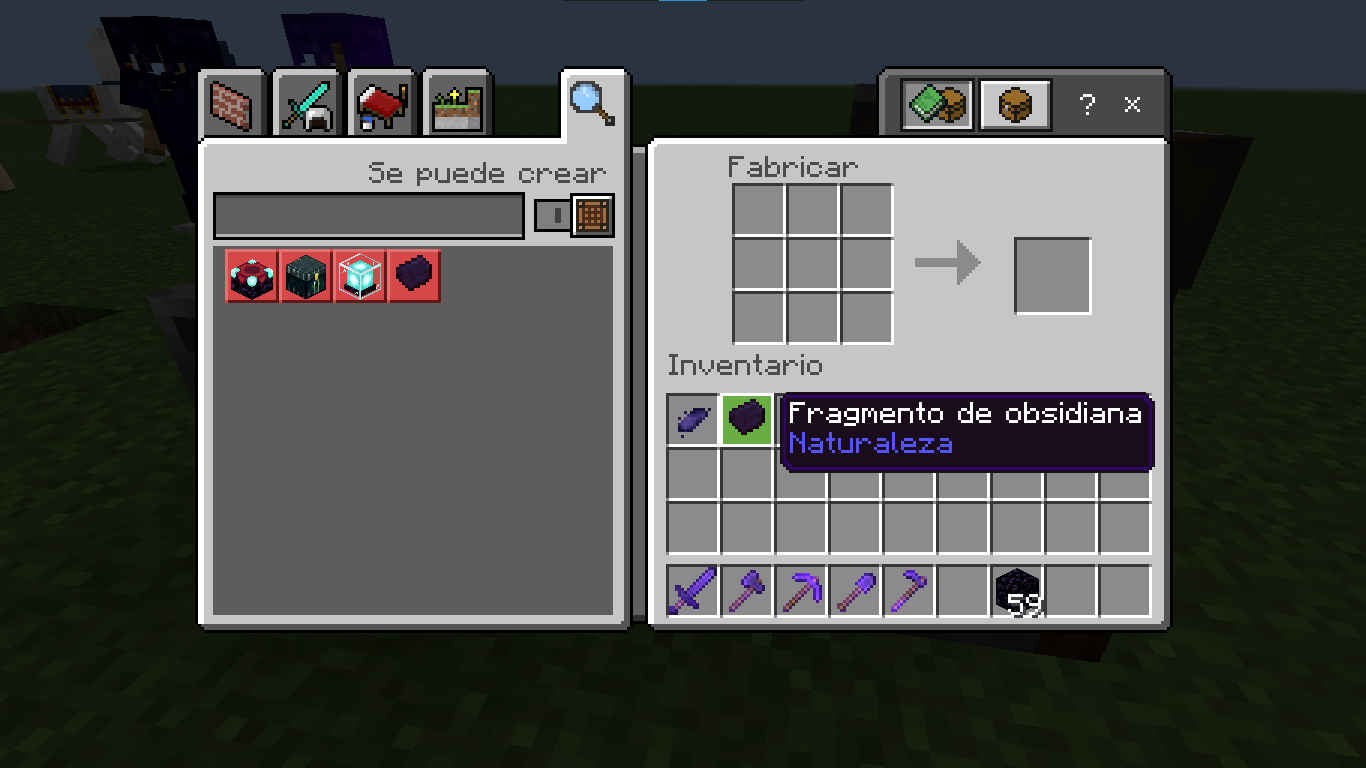 Se puede crear
?
Fabricar
Inventario
Fragmento de obsidiana
Naturaleza
59